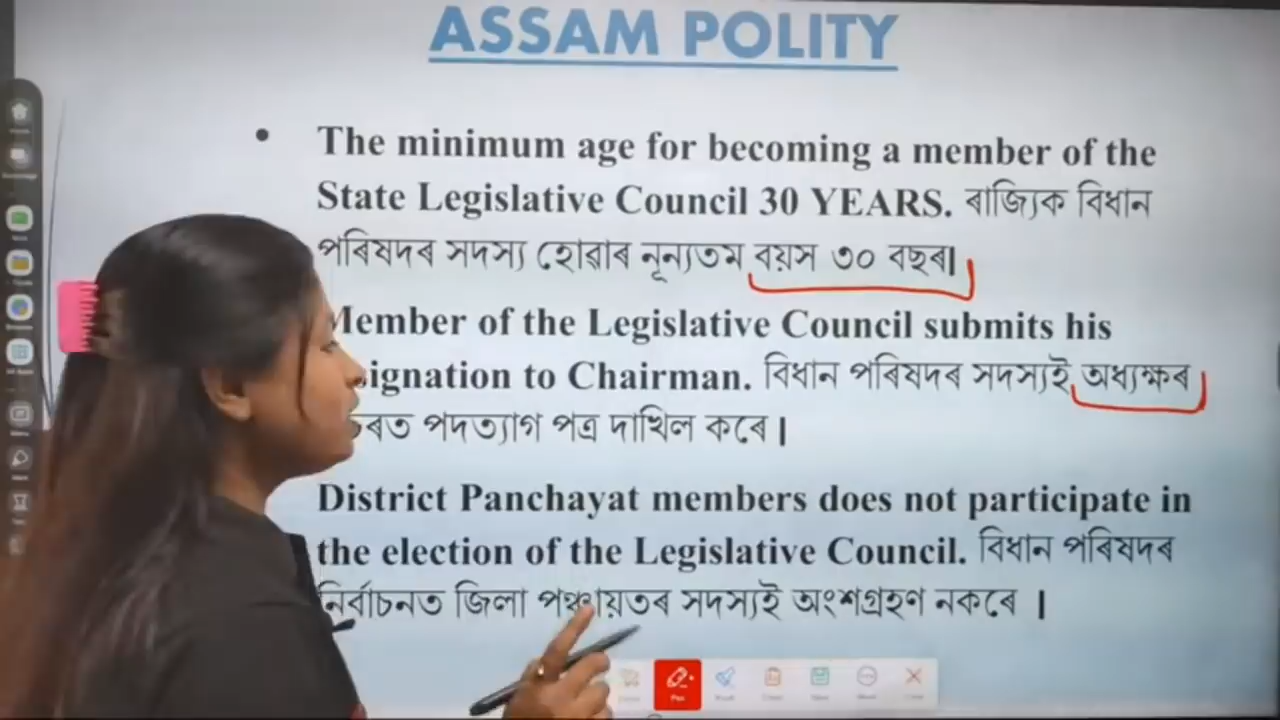 ASSAM POLITY
• The minimum age for becoming a member of the
State Legislative Council 30 YEARS. ৰাজ্যিক বিধান
পৰিষদৰ সদস্য হোৱাৰ নূন্যতম বয়স ৩০ বছৰ।
Member of the Legislative Council submits his
signation to Chairman. বিধান পৰিষদৰ সদস্যই অধ্যক্ষৰ
পদত্যাগ পত্ৰ দাখিল কৰে।
District Panchayat members does not participate in
the election of the Legislative Council. বিধান পৰিষদৰ
নিৰ্বাচনত জিলা পঞ্চায়তৰ সদস্যই অংশগ্ৰহণ নকৰে ।